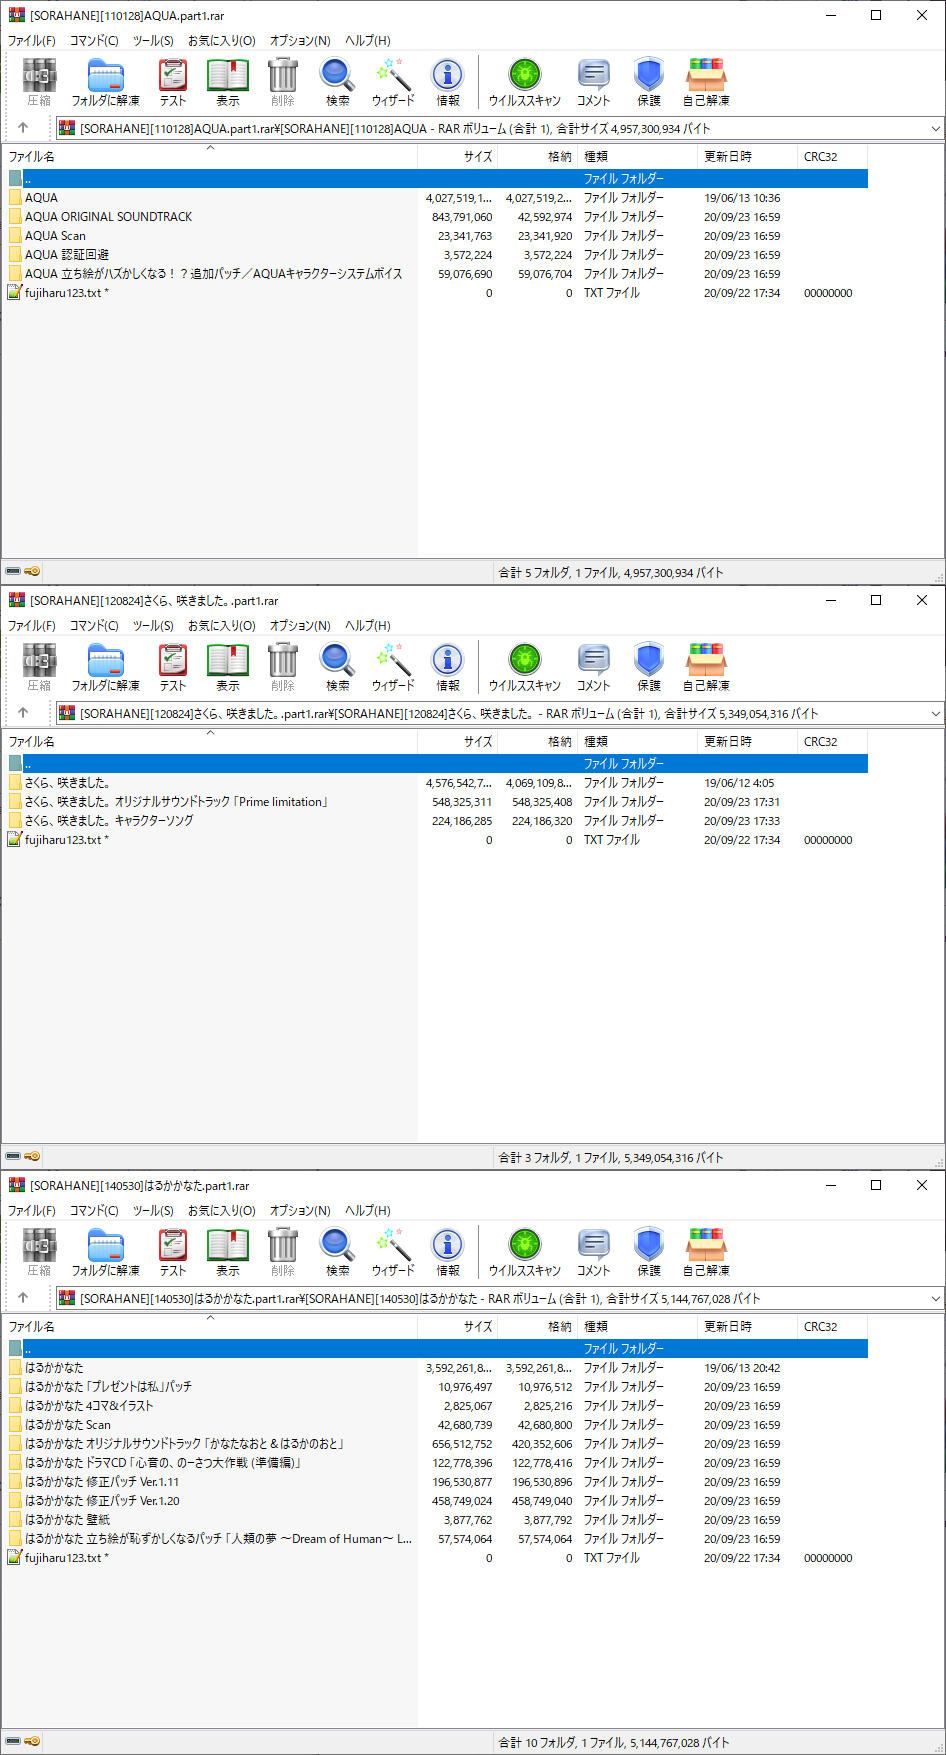 [SORAHANE][110128]AQUA.part1.rar
ファイル(F) コマンド(C) ツール(S) お気に入り(O) オプション(N) ヘルプ(H)
圧縮 フォルダに解凍 テスト 表示 削除 検索 ウィザード 情報 ウイルススキャン コメント 保護 自己解凍
[SORAHANE][110128]AQUA.part1.rar¥[SORAHANE][110128]AQUA - RAR ボリューム (合計 1), 合計サイズ 4,957,300,934 バイト
ファイル名 サイズ 格納 種類 更新日時 CRC32
.. ファイル フォルダー
AQUA 4,027,519,1... 4,027,519,2... ファイル フォルダー 19/06/13 10:36
AQUA ORIGINAL SOUNDTRACK 843,791,060 42,592,974 ファイル フォルダー 20/09/23 16:59
AQUA Scan 23,341,763 23,341,920 ファイル フォルダー 20/09/23 16:59
AQUA 認証回避 3,572,224 3,572,224 ファイル フォルダー 20/09/23 16:59
AQUA 立ち絵がハズかしくなる！？追加パッチ／AQUAキャラクターシステムボイス 59,076,690 59,076,704 ファイル フォルダー 20/09/23 16:59
fujiharu123.txt * 0 0 TXT ファイル 20/09/22 17:34 00000000
合計 5 フォルダ, 1 ファイル, 4,957,300,934 バイト
[SORAHANE][120824]さくら、咲きました。.part1.rar
ファイル(F) コマンド(C) ツール(S) お気に入り(O) オプション(N) ヘルプ(H)
圧縮 フォルダに解凍 テスト 表示 削除 検索 ウィザード 情報 ウイルススキャン コメント 保護 自己解凍
[SORAHANE][120824]さくら、咲きました。.part1.rar¥[SORAHANE][120824]さくら、咲きました。 - RAR ボリューム (合計 1), 合計サイズ 5,349,054,316 バイト
ファイル名 サイズ 格納 種類 更新日時 CRC32
.. ファイル フォルダー
さくら、咲きました。 4,576,542,7... 4,069,109,8... ファイル フォルダー 19/06/12 4:05
さくら、咲きました。 オリジナルサウンドトラック 「Prime limitation」 548,325,311 548,325,408 ファイル フォルダー 20/09/23 17:31
さくら、咲きました。 キャラクターソング 224,186,285 224,186,320 ファイル フォルダー 20/09/23 17:33
fujiharu123.txt * 0 0 TXT ファイル 20/09/22 17:34 00000000
合計 3 フォルダ, 1 ファイル, 5,349,054,316 バイト
[SORAHANE][140530]はるかかなた.part1.rar
ファイル(F) コマンド(C) ツール(S) お気に入り(O) オプション(N) ヘルプ(H)
圧縮 フォルダに解凍 テスト 表示 削除 検索 ウィザード 情報 ウイルススキャン コメント 保護 自己解凍
[SORAHANE][140530]はるかかなた.part1.rar¥[SORAHANE][140530]はるかかなた - RAR ボリューム (合計 1), 合計サイズ 5,144,767,028 バイト
ファイル名 サイズ 格納 種類 更新日時 CRC32
.. ファイル フォルダー
はるかかなた 3,592,261,8... 3,592,261,8... ファイル フォルダー 19/06/13 20:42
はるかかなた 「プレゼントは私」パッチ 10,976,497 10,976,512 ファイル フォルダー 20/09/23 16:59
はるかかなた 4コマ&イラスト 2,825,067 2,825,216 ファイル フォルダー 20/09/23 16:59
はるかかなた Scan 42,680,739 42,680,800 ファイル フォルダー 20/09/23 16:59
はるかかなた オリジナルサウンドトラック 「かなたなおと＆はるかのおと」 656,512,752 420,352,606 ファイル フォルダー 20/09/23 16:59
はるかかなた ドラマCD 「心音の、のーさつ大作戦 (準備編)」 122,778,396 122,778,416 ファイル フォルダー 20/09/23 16:59
はるかかなた 修正パッチ Ver.1.11 196,530,877 196,530,896 ファイル フォルダー 20/09/23 16:59
はるかかなた 修正パッチ Ver.1.20 458,749,024 458,749,040 ファイル フォルダー 20/09/23 16:59
はるかかなた 壁紙 3,877,762 3,877,792 ファイル フォルダー 20/09/23 16:59
はるかかなた 立ち絵が恥ずかしくなるパッチ 「人類の夢 ～Dream of Human～ L... 57,574,064 57,574,064 ファイル フォルダー 20/09/23 16:59
fujiharu123.txt * 0 0 TXT ファイル 20/09/22 17:34 00000000
合計 10 フォルダ, 1 ファイル, 5,144,767,028 バイト